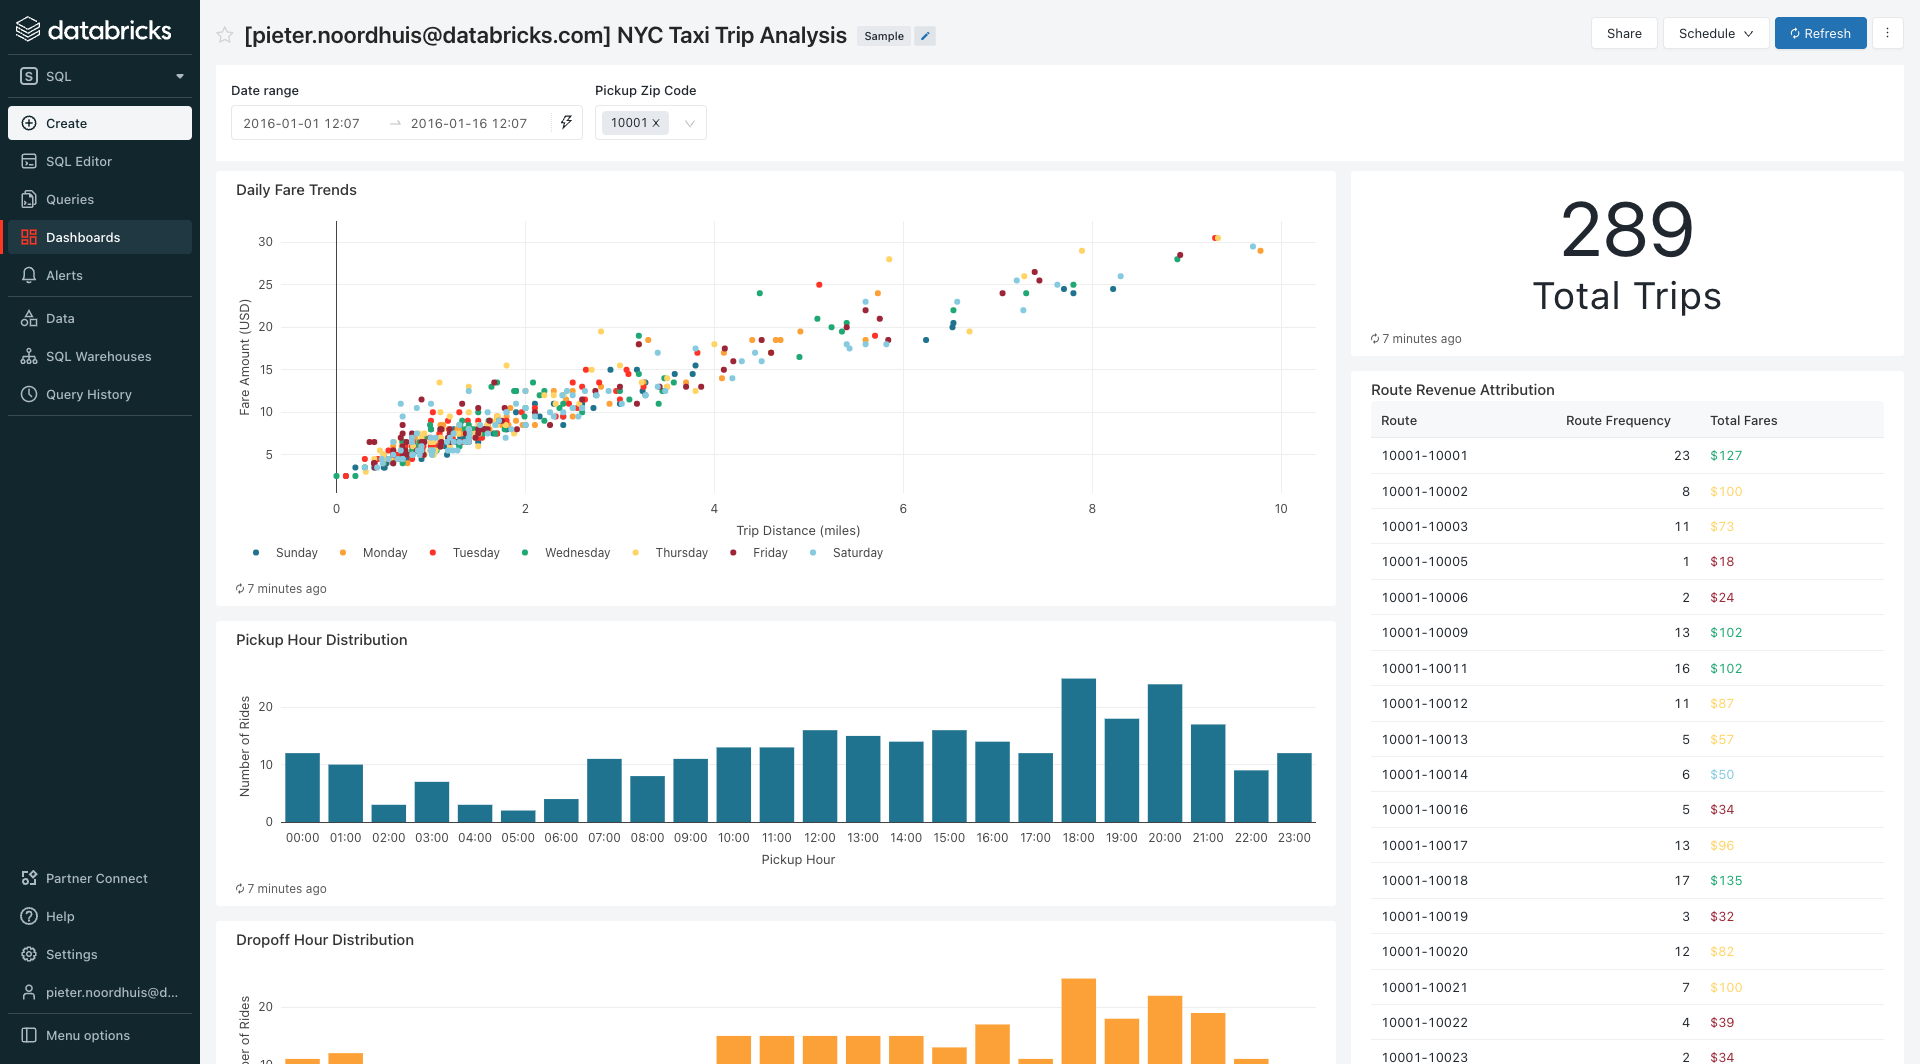 databricks
SQL
Create
SQL Editor
Queries
Dashboards
Alerts
Data
SQL Warehouses
Query History
Partner Connect
Help
Settings
pieter.noordhuis@d...
Menu options
[pieter.noordhuis@databricks.com] NYC Taxi Trip Analysis
Sample
Share
Schedule
Refresh
Date range
2016-01-01 12:07 → 2016-01-16 12:07
Pickup Zip Code
10001 x
Daily Fare Trends
Fare Amount (USD)
30
25
20
15
10
5
0 2 4 6 8 10
Trip Distance (miles)
Sunday Monday Tuesday Wednesday Thursday Friday Saturday
7 minutes ago
Pickup Hour Distribution
Number of Rides
20
10
0
00:00 01:00 02:00 03:00 04:00 05:00 06:00 07:00 08:00 09:00 10:00 11:00 12:00 13:00 14:00 15:00 16:00 17:00 18:00 19:00 20:00 21:00 22:00 23:00
Pickup Hour
7 minutes ago
Dropoff Hour Distribution
ber of Rides
20
10
289
Total Trips
7 minutes ago
Route Revenue Attribution
Route Route Frequency Total Fares
10001-10001 23 $127
10001-10002 8 $100
10001-10003 11 $73
10001-10005 1 $18
10001-10006 2 $24
10001-10009 13 $102
10001-10011 16 $102
10001-10012 11 $87
10001-10013 5 $57
10001-10014 6 $50
10001-10016 5 $34
10001-10017 13 $96
10001-10018 17 $135
10001-10019 3 $32
10001-10020 12 $82
10001-10021 7 $100
10001-10022 4 $39
10001-10023 2 $34